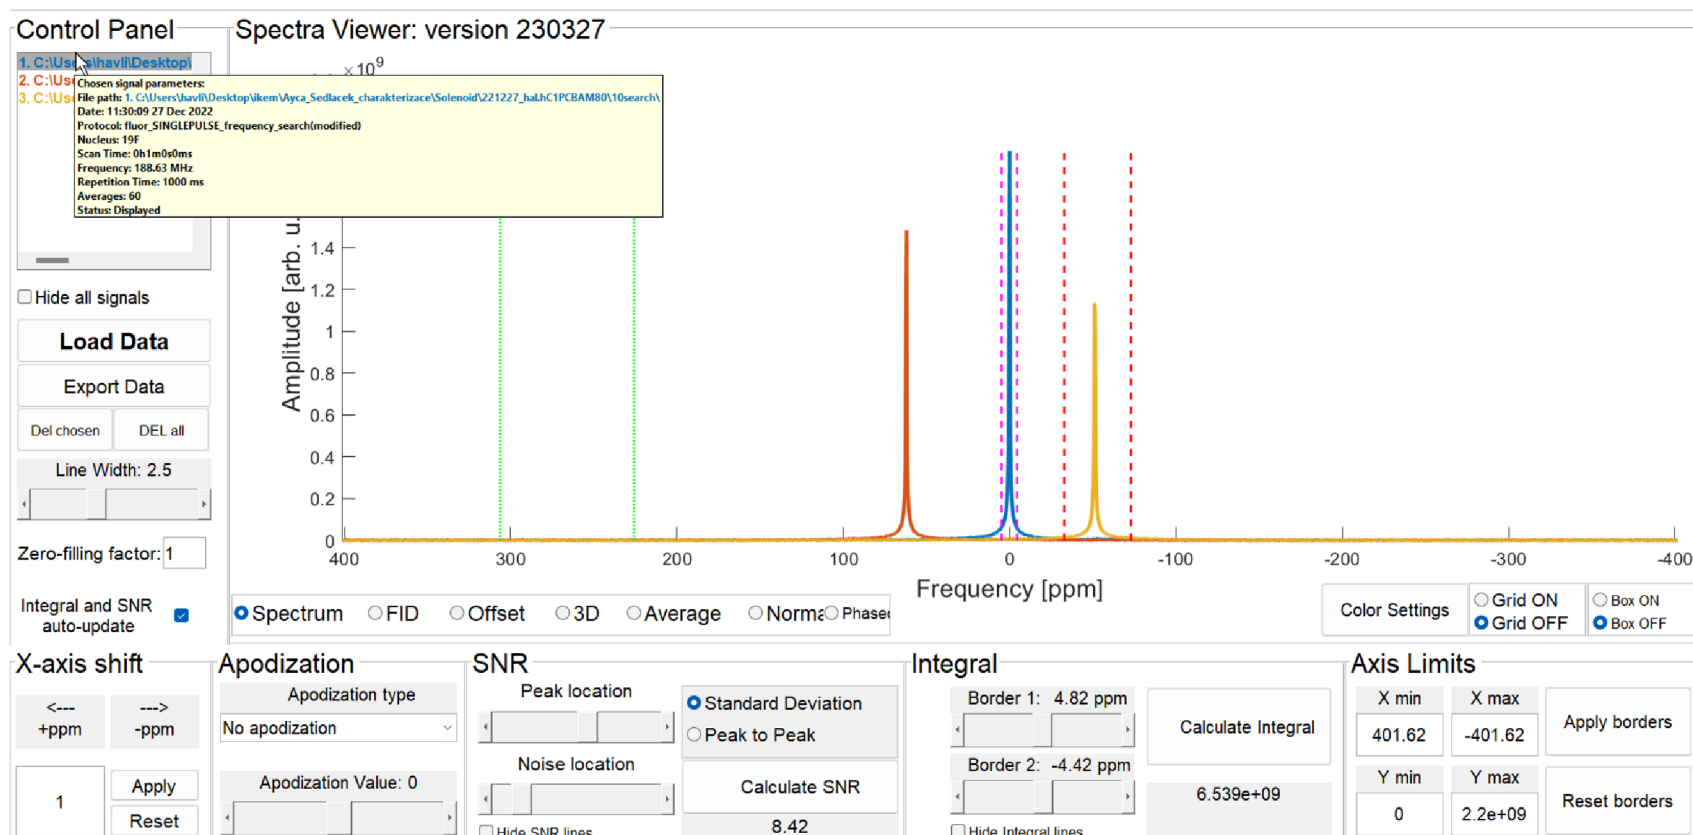 Control Panel
Spectra Viewer: version 230327
1. C:\Users\havli\Desktop\
2. C:\Us
3. C:\Us
×10⁹
Chosen signal parameters:
File path: 1. C:\Users\havli\Desktop\ikem\Ayca_Sedlacek_charakterizace\Solenoid\221227_hal.hC1PCBAM80\10search\
Date: 11:30:09 27 Dec 2022
Protocol: fluor_SINGLEPULSE_frequency_search(modified)
Nucleus: 19F
Scan Time: 0h1m0s0ms
Frequency: 188.63 MHz
Repetition Time: 1000 ms
Averages: 60
Status: Displayed
Amplitude [arb. u.
1.4
1.2
1
0.8
0.6
0.4
0.2
0
400
300
200
100
0
-100
-200
-300
-400
Frequency [ppm]
Hide all signals
Load Data
Export Data
Del chosen
DEL all
Line Width: 2.5
Zero-filling factor: 1
Integral and SNR
auto-update
Spectrum
FID
Offset
3D
Average
Norma
Phased
Color Settings
Grid ON
Grid OFF
Box ON
Box OFF
X-axis shift
<---
+ppm
--->
-ppm
1
Apply
Reset
Apodization
Apodization type
No apodization
Apodization Value: 0
SNR
Peak location
Noise location
Hide SNR lines
Standard Deviation
Peak to Peak
Calculate SNR
8.42
Integral
Border 1: 4.82 ppm
Border 2: -4.42 ppm
Hide Integral lines
Calculate Integral
6.539e+09
Axis Limits
X min
X max
401.62
-401.62
Apply borders
Y min
Y max
0
2.2e+09
Reset borders